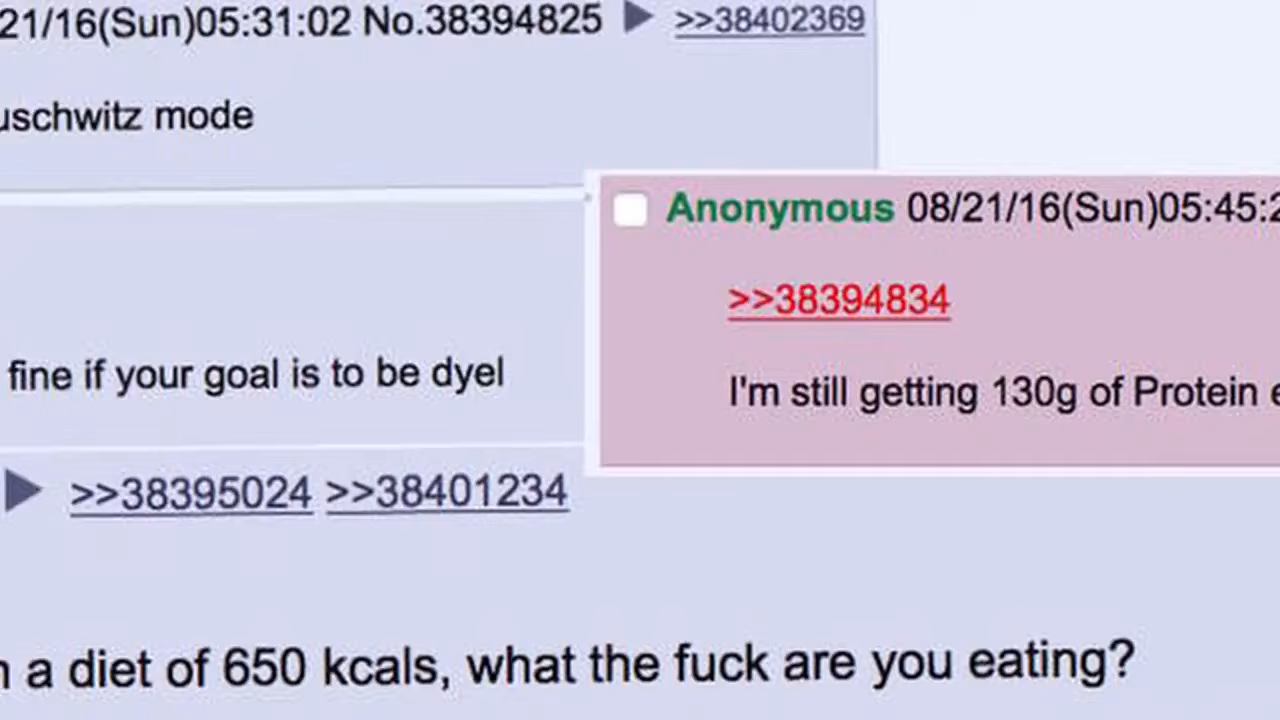 21/16(Sun)05:31:02 No.38394825 ▶ >>38402369
uschwitz mode
Anonymous 08/21/16(Sun)05:45:2
>>38394834
fine if your goal is to be dyel
I'm still getting 130g of Protein e
▶ >>38395024 >>38401234
n a diet of 650 kcals, what the fuck are you eating?